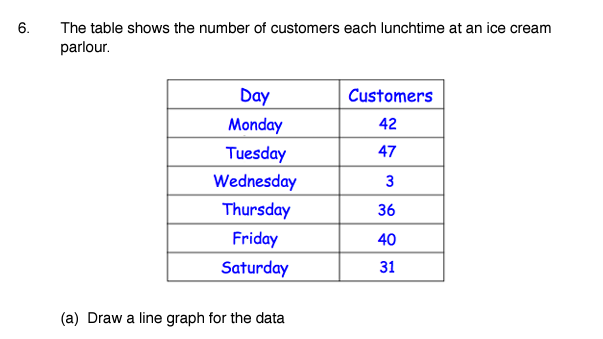 6. The table shows the number of customers each lunchtime at an ice cream
parlour.
Day Customers
Monday 42
Tuesday 47
Wednesday 3
Thursday 36
Friday 40
Saturday 31
(a) Draw a line graph for the data